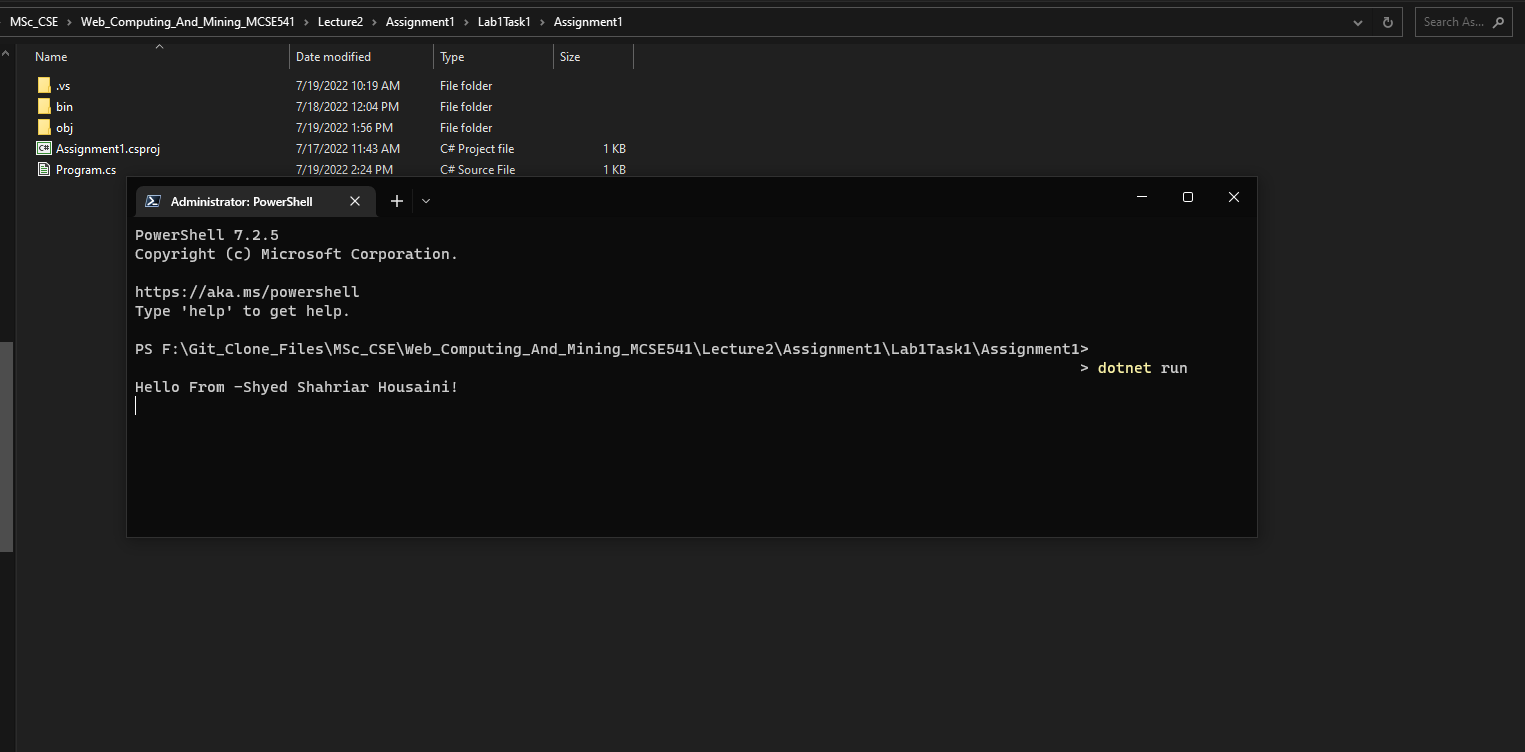 MSc_CSE > Web_Computing_And_Mining_MCSE541 > Lecture2 > Assignment1 > Lab1Task1 > Assignment1 Search As...
Name Date modified Type Size
.vs 7/19/2022 10:19 AM File folder
bin 7/18/2022 12:04 PM File folder
obj 7/19/2022 1:56 PM File folder
C# Assignment1.csproj 7/17/2022 11:43 AM C# Project file 1 KB
Program.cs 7/19/2022 2:24 PM C# Source File 1 KB
Administrator: PowerShell
PowerShell 7.2.5
Copyright (c) Microsoft Corporation.
https://aka.ms/powershell
Type 'help' to get help.
PS F:\Git_Clone_Files\MSc_CSE\Web_Computing_And_Mining_MCSE541\Lecture2\Assignment1\Lab1Task1\Assignment1>
> dotnet run
Hello From -Shyed Shahriar Housaini!